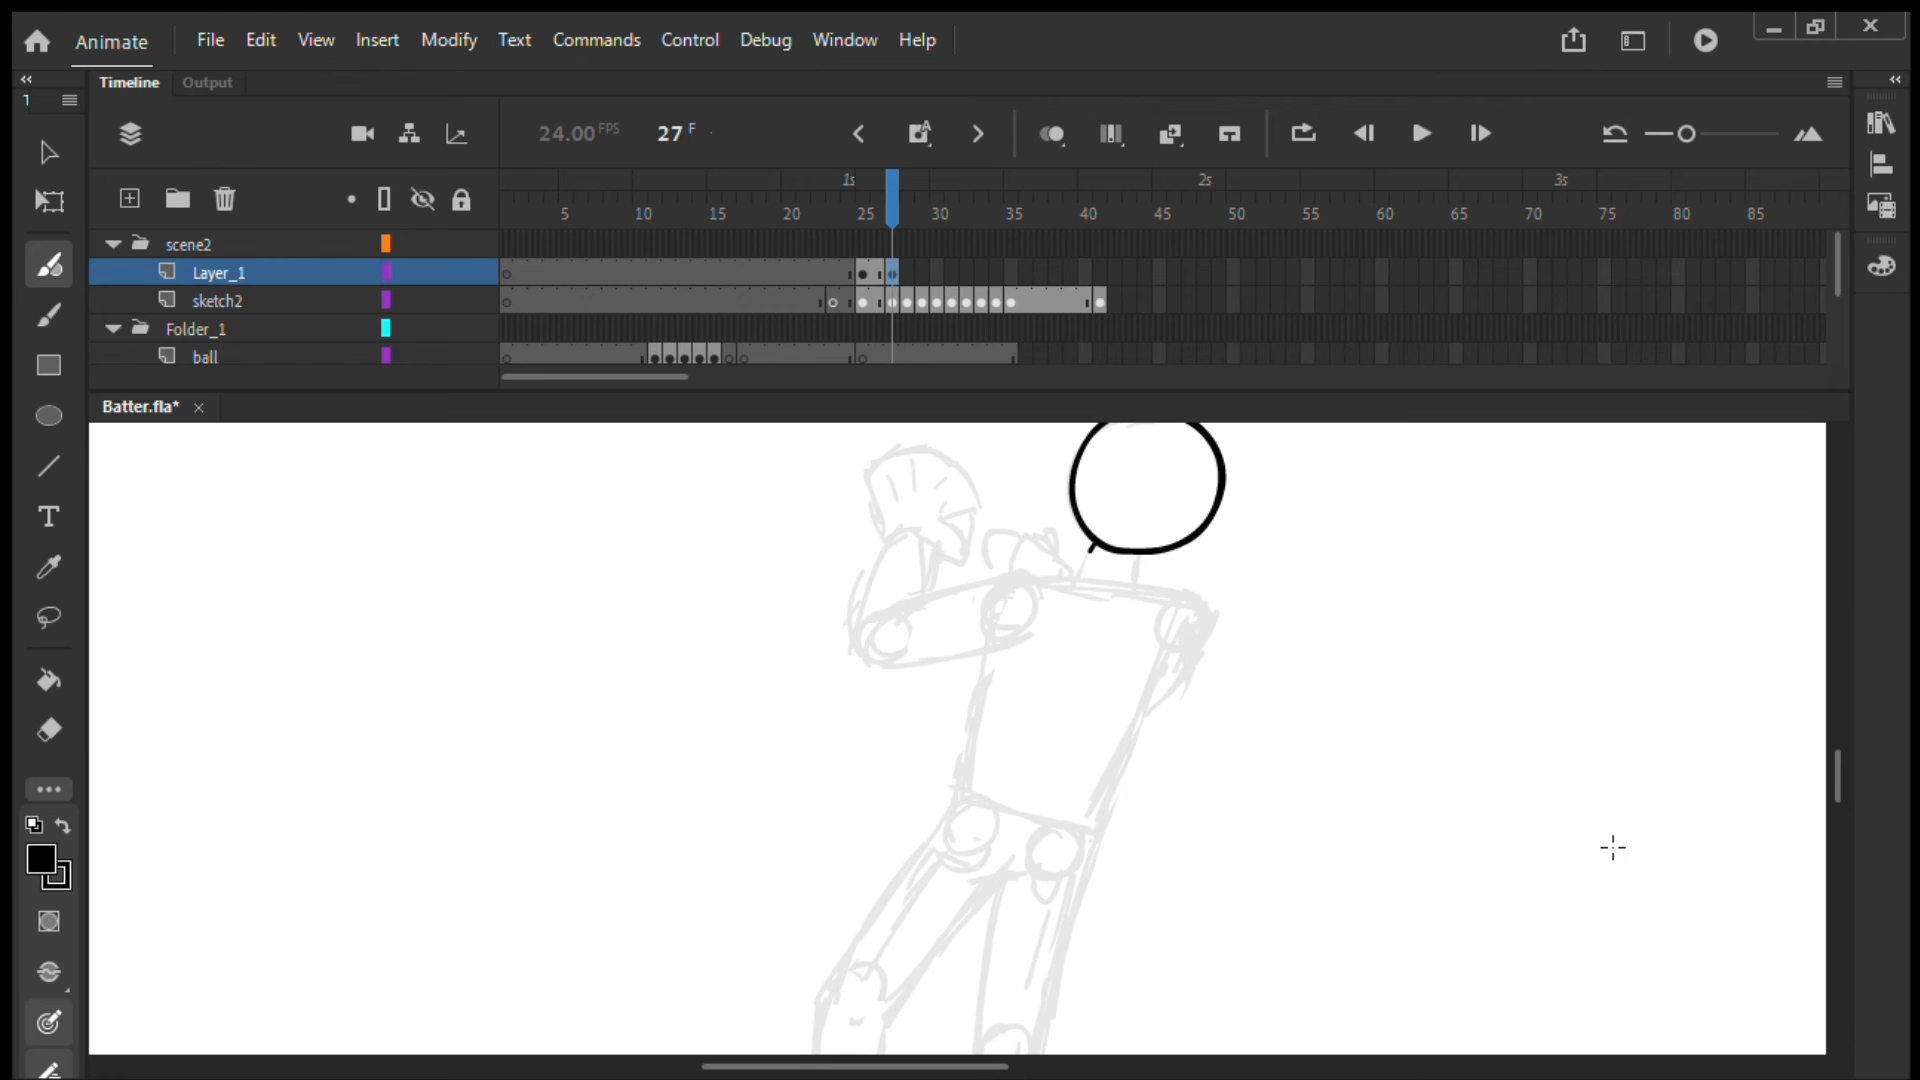 Animate File Edit View Insert Modify Text Commands Control Debug Window Help
1 Timeline Output
24.00 FPS 27 F
1s 2s 3s
5 10 15 20 25 30 35 40 45 50 55 60 65 70 75 80 85
scene2
Layer_1
sketch2
Folder_1
ball
Batter.fla*